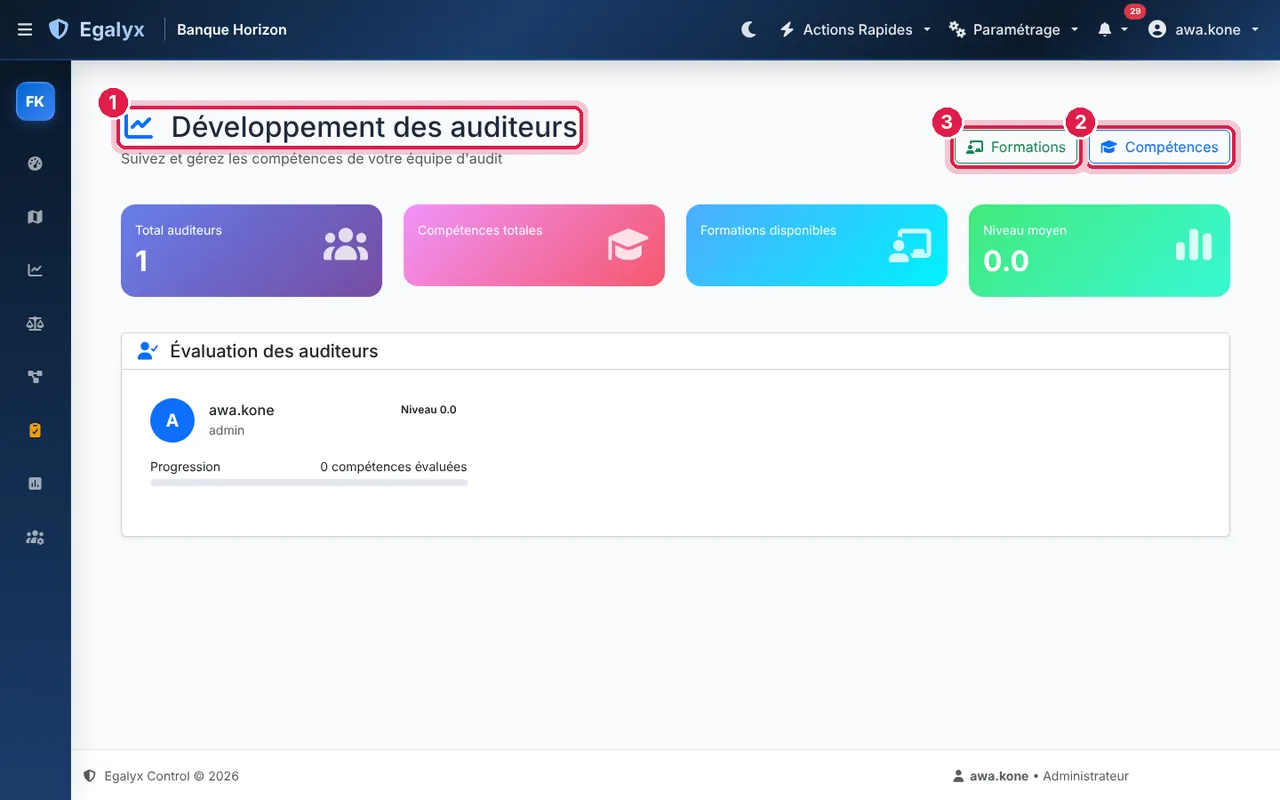 Egalyx
Banque Horizon
Actions Rapides
Paramétrage
29
awa.kone
FK
1
Développement des auditeurs
Suivez et gérez les compétences de votre équipe d'audit
3
Formations
2
Compétences
Total auditeurs
1
Compétences totales
Formations disponibles
Niveau moyen
0.0
Évaluation des auditeurs
A
awa.kone
Niveau 0.0
admin
Progression
0 compétences évaluées
Egalyx Control © 2026
awa.kone • Administrateur